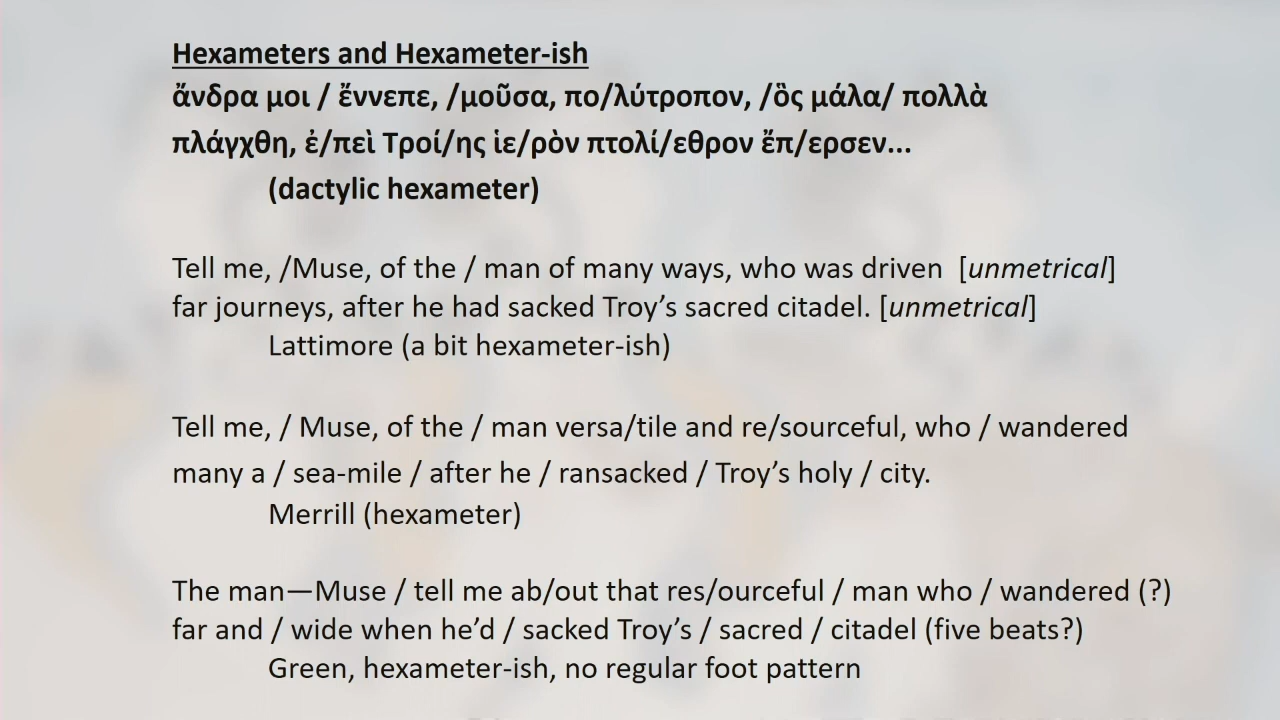 Hexameters and Hexameter-ish
ἄνδρα μοι / ἔννεπε, /μοῦσα, πο/λύτροπον, /ὃς μάλα/ πολλὰ
πλάγχθη, ἐ/πεὶ Τροί/ης ἱε/ρὸν πτολί/εθρον ἔπ/ερσεν...
(dactylic hexameter)
Tell me, /Muse, of the / man of many ways, who was driven [unmetrical]
far journeys, after he had sacked Troy’s sacred citadel. [unmetrical]
Lattimore (a bit hexameter-ish)
Tell me, / Muse, of the / man versa/tile and re/sourceful, who / wandered
many a / sea-mile / after he / ransacked / Troy’s holy / city.
Merrill (hexameter)
The man—Muse / tell me ab/out that res/ourceful / man who / wandered (?)
far and / wide when he’d / sacked Troy’s / sacred / citadel (five beats?)
Green, hexameter-ish, no regular foot pattern